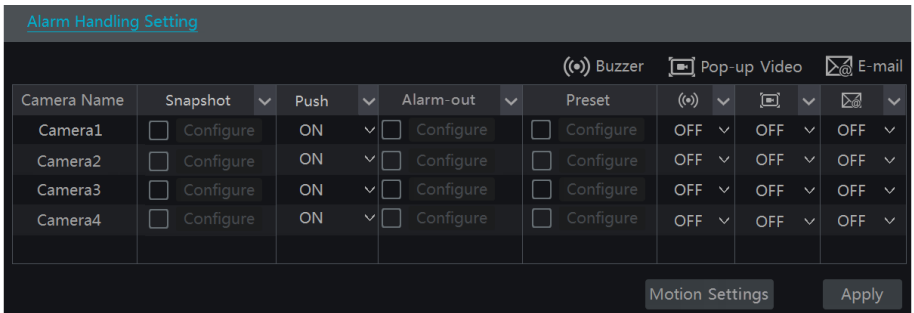 Alarm Handling Setting
Buzzer Pop-up Video E-mail
Camera Name Snapshot Push Alarm-out Preset
Camera1 Configure ON Configure Configure OFF OFF OFF
Camera2 Configure ON Configure Configure OFF OFF OFF
Camera3 Configure ON Configure Configure OFF OFF OFF
Camera4 Configure ON Configure Configure OFF OFF OFF
Motion Settings Apply